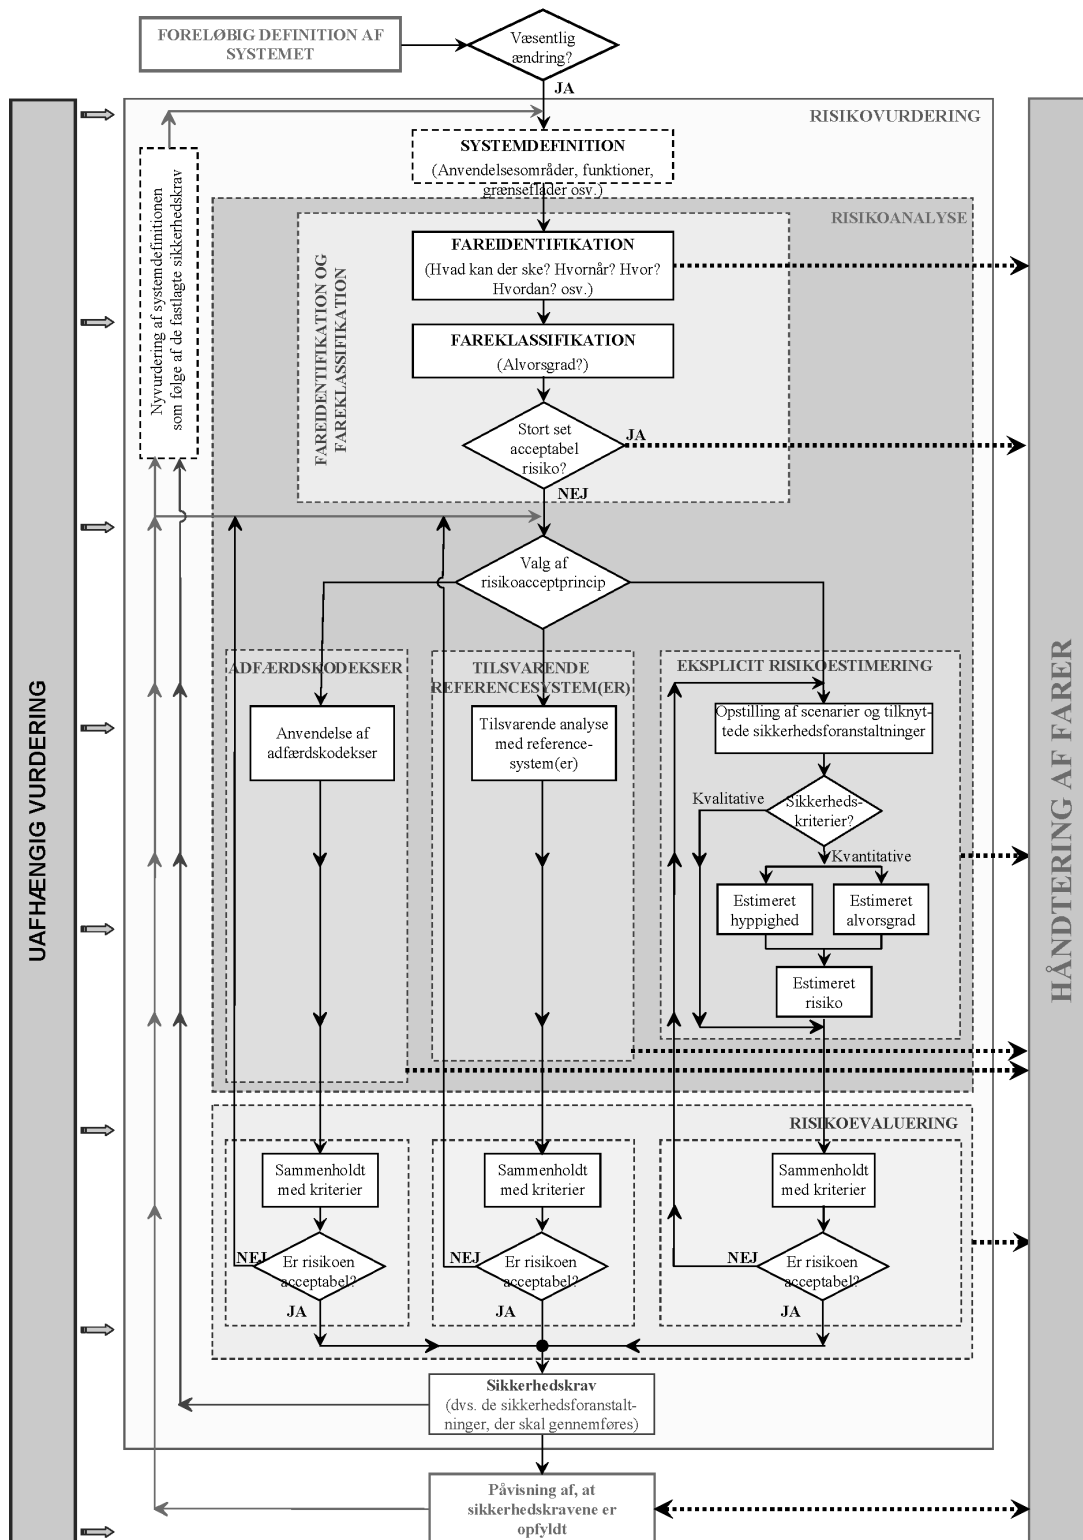 FORELØBIG DEFINITION AF
SYSTEMET
Væsentlig
ændring?
JA
RISIKOVURDERING
SYSTEMDEFINITION
(Anvendelsesområder, funktioner,
grænseflader osv.)
Nyvurdering af systemdefinitionen
som følge af de fastlagte sikkerhedskrav
RISIKOANALYSE
FAREIDENTIFIKATION OG
FAREKLASSIFIKATION
FAREIDENTIFIKATION
(Hvad kan der ske? Hvornår? Hvor?
Hvordan? osv.)
FAREKLASSIFIKATION
(Alvorsgrad?)
Stort set
acceptabel
risiko?
JA
NEJ
Valg af
risikoacceptprincip
UAFHÆNGIG VURDERING
HÅNDTERING AF FARER
ADFÆRDSKODEKSER
TILSVARENDE
REFERENCESYSTEM(ER)
EKSPLICIT RISIKOESTIMERING
Anvendelse af
adfærdskodekser
Tilsvarende analyse
med reference-
system(er)
Opstilling af scenarier og tilknyt-
tede sikkerhedsforanstaltninger
Kvalitative
Sikkerheds-
kriterier?
Kvantitative
Estimeret
hyppighed
Estimeret
alvorsgrad
Estimeret
risiko
RISIKOEVALUERING
Sammenholdt
med kriterier
Sammenholdt
med kriterier
Sammenholdt
med kriterier
NEJ
Er risikoen
acceptabel?
JA
NEJ
Er risikoen
acceptabel?
JA
NEJ
Er risikoen
acceptabel?
JA
Sikkerhedskrav
(dvs. de sikkerhedsforanstalt-
ninger, der skal gennemføres)
Påvisning af, at
sikkerhedskravene er
opfyldt